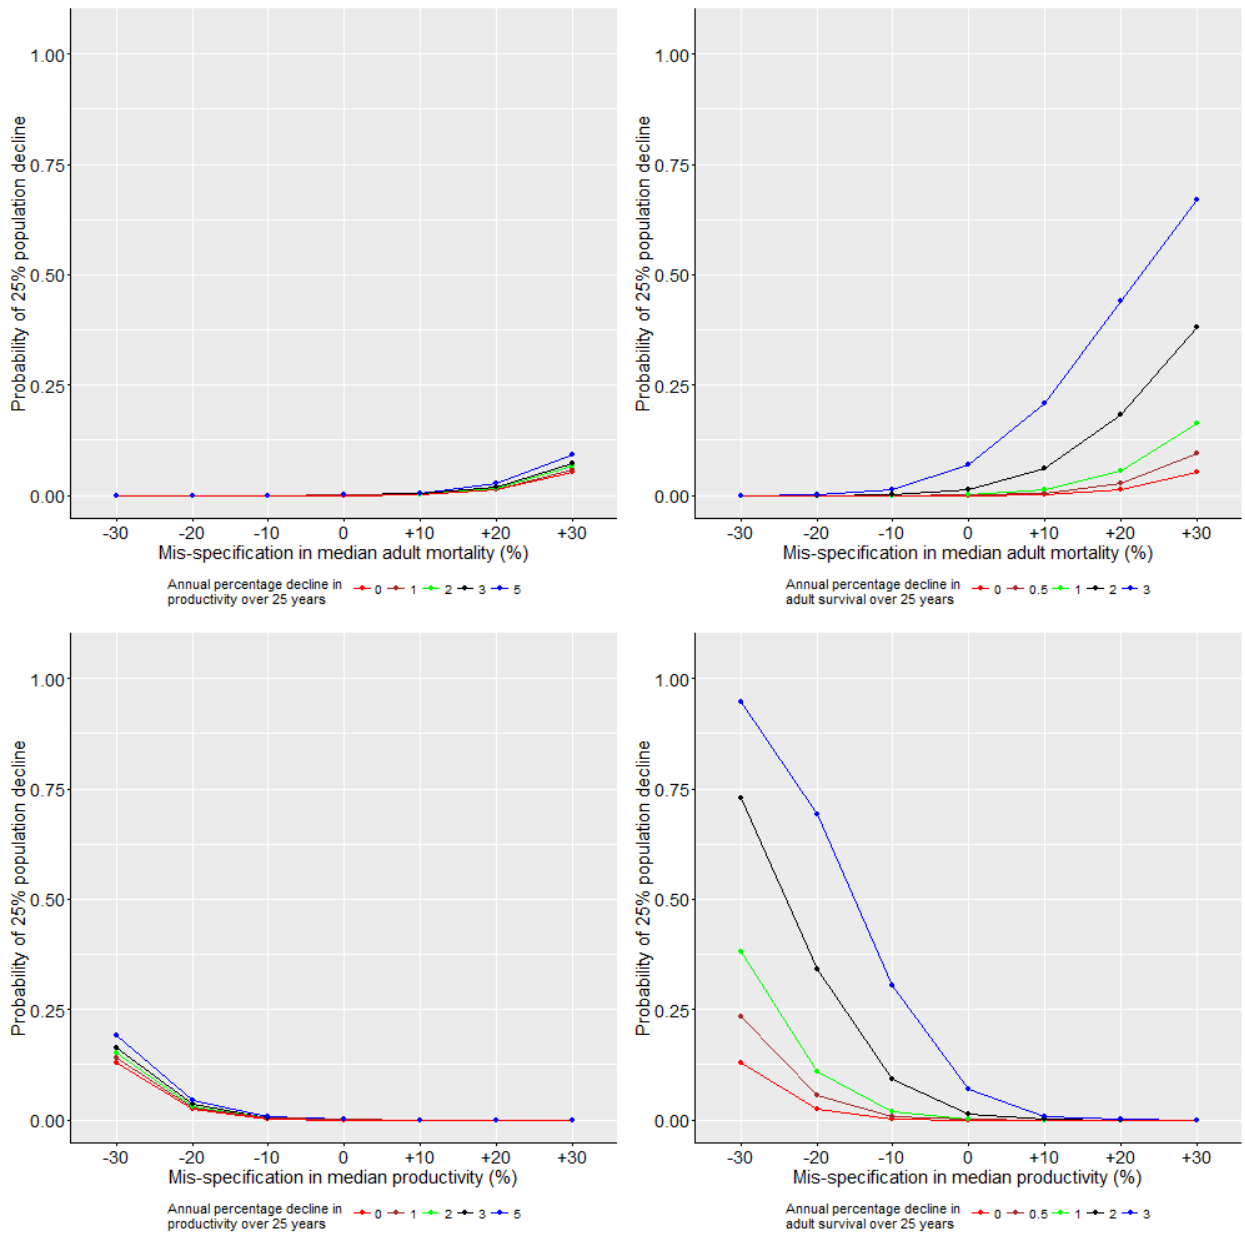 Probability of 25% population decline
1.00
0.75
0.50
0.25
0.00
-30 -20 -10 0 +10 +20 +30
Mis-specification in median adult mortality (%)
Annual percentage decline in
productivity over 25 years
0 1 2 3 5
Probability of 25% population decline
1.00
0.75
0.50
0.25
0.00
-30 -20 -10 0 +10 +20 +30
Mis-specification in median adult mortality (%)
Annual percentage decline in
adult survival over 25 years
0 0.5 1 2 3
Probability of 25% population decline
1.00
0.75
0.50
0.25
0.00
-30 -20 -10 0 +10 +20 +30
Mis-specification in median productivity (%)
Annual percentage decline in
productivity over 25 years
0 1 2 3 5
Probability of 25% population decline
1.00
0.75
0.50
0.25
0.00
-30 -20 -10 0 +10 +20 +30
Mis-specification in median productivity (%)
Annual percentage decline in
adult survival over 25 years
0 0.5 1 2 3